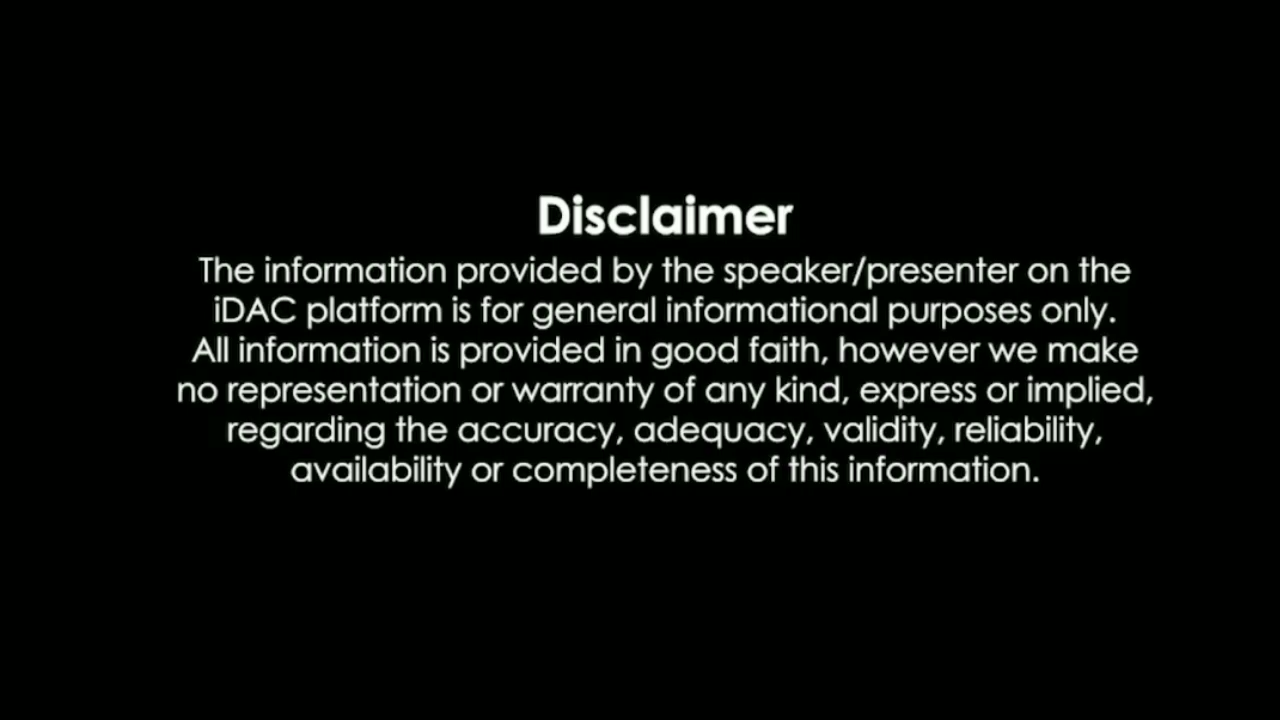 Disclaimer
The information provided by the speaker/presenter on the
iDAC platform is for general informational purposes only.
All information is provided in good faith, however we make
no representation or warranty of any kind, express or implied,
regarding the accuracy, adequacy, validity, reliability,
availability or completeness of this information.